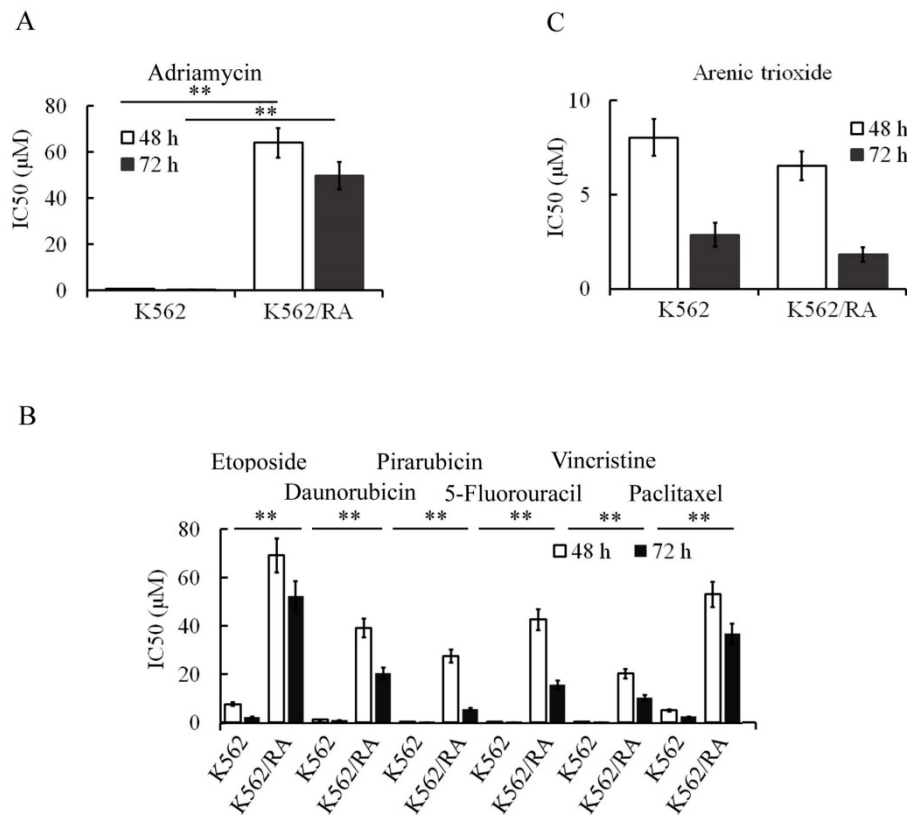 A
Adriamycin
**
**
80
60
40
20
0
IC50 (µM)
48 h
72 h
K562
K562/RA
C
Arenic trioxide
10
5
0
IC50 (µM)
48 h
72 h
K562
K562/RA
B
Etoposide Pirarubicin Vincristine
Daunorubicin 5-Fluorouracil Paclitaxel
** ** ** ** ** **
80
60
40
20
0
IC50 (µM)
48 h 72 h
K562 K562/RA K562 K562/RA K562 K562/RA K562 K562/RA K562 K562/RA K562 K562/RA